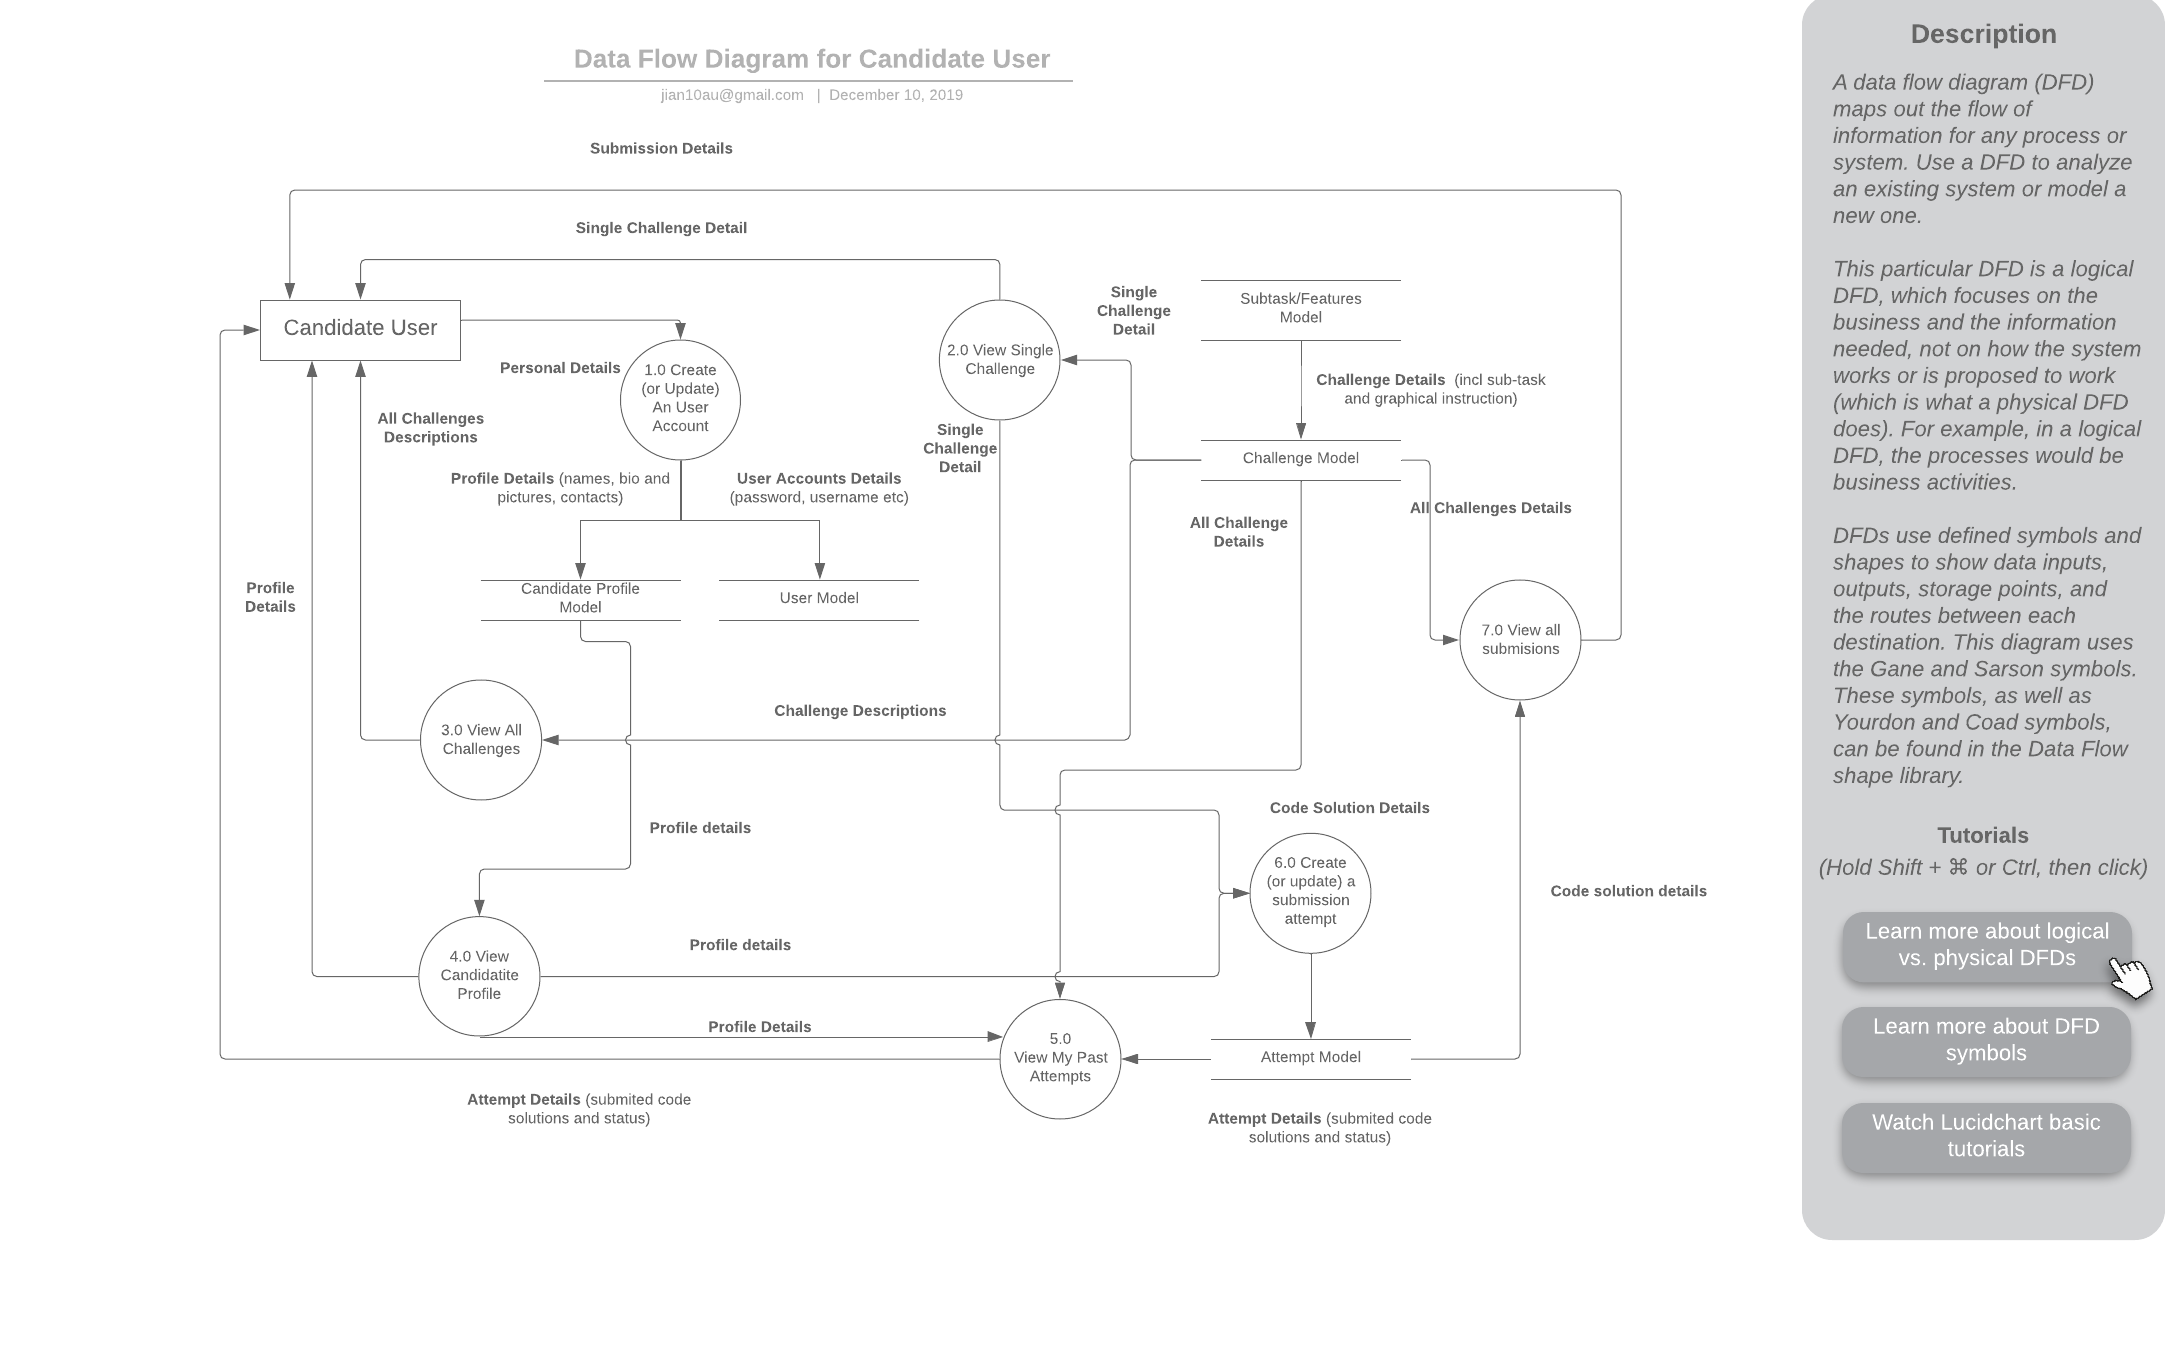 Data Flow Diagram for Candidate User
jian10au@gmail.com | December 10, 2019
Submission Details
Single Challenge Detail
Candidate User
Personal Details
1.0 Create
(or Update)
An User
Account
All Challenges
Descriptions
Profile Details (names, bio and
pictures, contacts)
User Accounts Details
(password, username etc)
2.0 View Single
Challenge
Single
Challenge
Detail
Single
Challenge
Detail
Subtask/Features
Model
Challenge Details (incl sub-task
and graphical instruction)
Challenge Model
All Challenge
Details
All Challenges Details
Profile
Details
Candidate Profile
Model
User Model
7.0 View all
submisions
3.0 View All
Challenges
Challenge Descriptions
Profile details
Code Solution Details
6.0 Create
(or update) a
submission
attempt
Code solution details
4.0 View
Candidatite
Profile
Profile details
Profile Details
5.0
View My Past
Attempts
Attempt Model
Attempt Details (submited code
solutions and status)
Attempt Details (submited code
solutions and status)
Description
A data flow diagram (DFD)
maps out the flow of
information for any process or
system. Use a DFD to analyze
an existing system or model a
new one.
This particular DFD is a logical
DFD, which focuses on the
business and the information
needed, not on how the system
works or is proposed to work
(which is what a physical DFD
does). For example, in a logical
DFD, the processes would be
business activities.
DFDs use defined symbols and
shapes to show data inputs,
outputs, storage points, and
the routes between each
destination. This diagram uses
the Gane and Sarson symbols.
These symbols, as well as
Yourdon and Coad symbols,
can be found in the Data Flow
shape library.
Tutorials
(Hold Shift + ⌘ or Ctrl, then click)
Learn more about logical
vs. physical DFDs
Learn more about DFD
symbols
Watch Lucidchart basic
tutorials